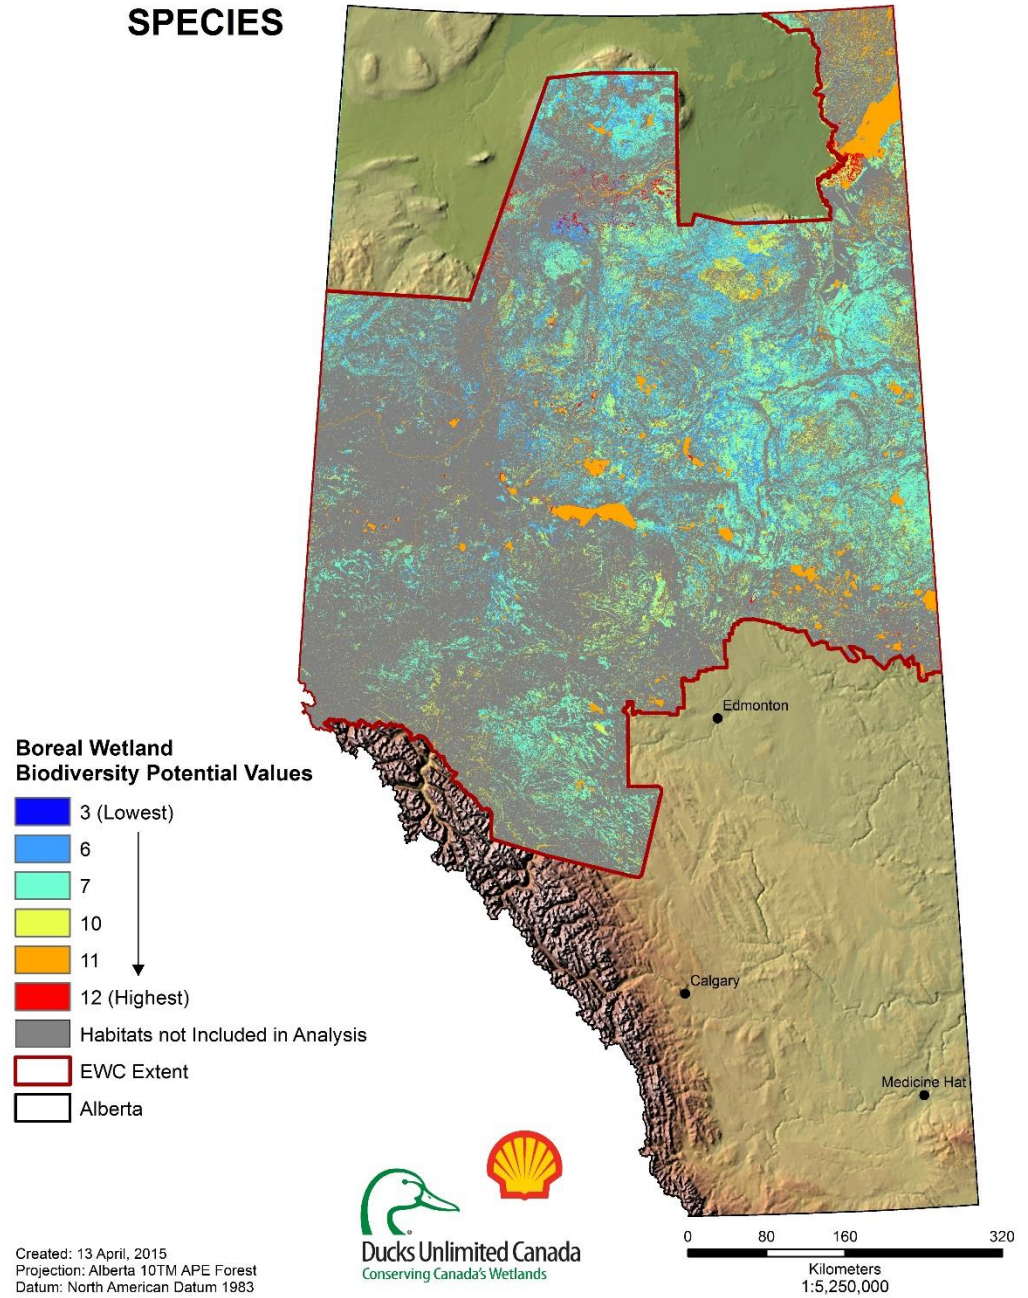 SPECIES
Edmonton
Calgary
Medicine Hat
Boreal Wetland
Biodiversity Potential Values
3 (Lowest)
6
7
10
11
12 (Highest)
Habitats not Included in Analysis
EWC Extent
Alberta
Ducks Unlimited Canada
Conserving Canada's Wetlands
Created: 13 April, 2015
Projection: Alberta 10TM APE Forest
Datum: North American Datum 1983
0 80 160 320
Kilometers
1:5,250,000